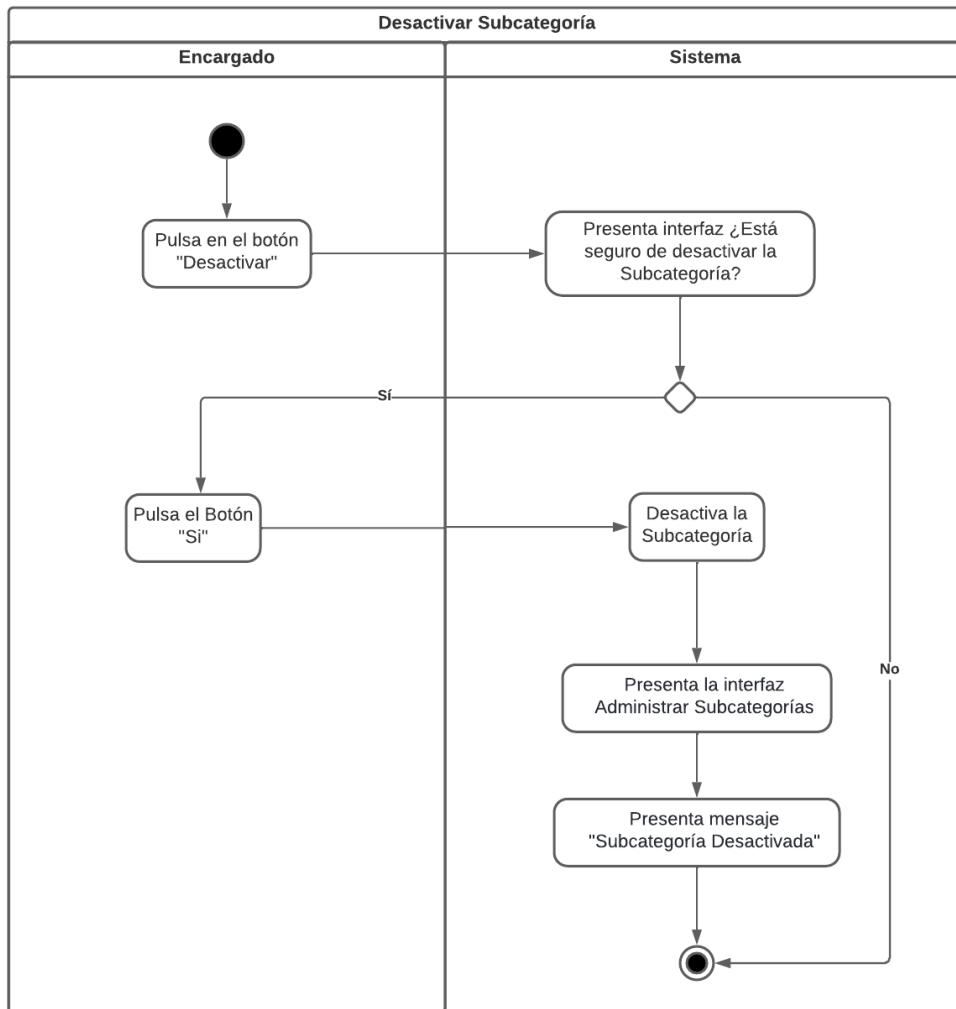 Desactivar Subcategoría
Encargado
Sistema
Pulsa en el botón
"Desactivar"
Presenta interfaz ¿Está
seguro de desactivar la
Subcategoría?
Sí
Pulsa el Botón
"Si"
Desactiva la
Subcategoría
No
Presenta la interfaz
Administrar Subcategorías
Presenta mensaje
"Subcategoría Desactivada"